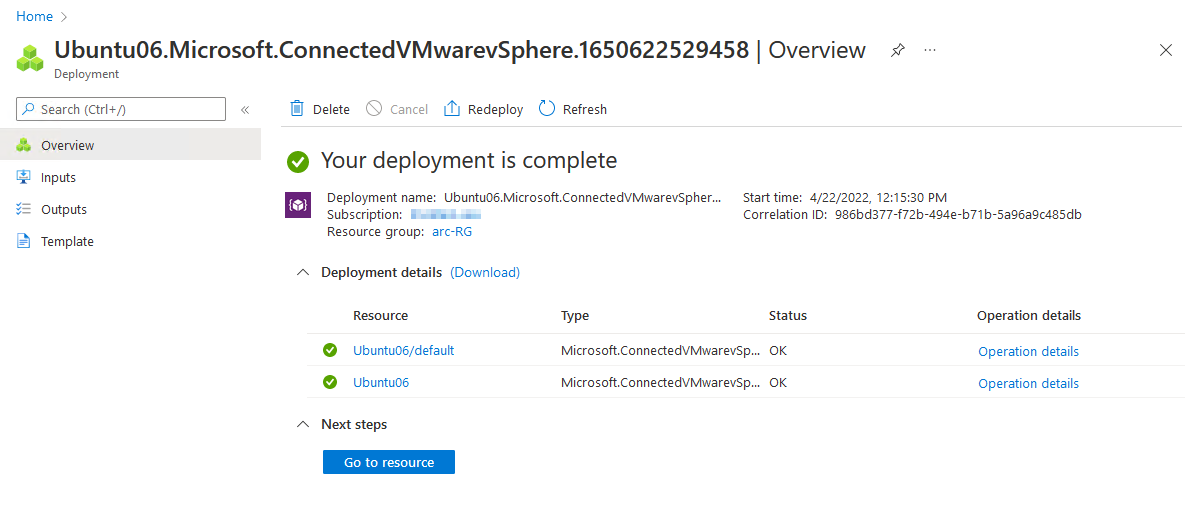 Home
Ubuntu06.Microsoft.ConnectedVMwarevSphere.1650622529458 | Overview
Deployment
Search (Ctrl+/)
Overview
Inputs
Outputs
Template
Delete
Cancel
Redeploy
Refresh
Your deployment is complete
Deployment name: Ubuntu06.Microsoft.ConnectedVMwarevSpher...
Subscription:
Resource group: arc-RG
Start time: 4/22/2022, 12:15:30 PM
Correlation ID: 986bd377-f72b-494e-b71b-5a96a9c485db
Deployment details (Download)
Resource Type Status Operation details
Ubuntu06/default Microsoft.ConnectedVMwarevSp... OK Operation details
Ubuntu06 Microsoft.ConnectedVMwarevSp... OK Operation details
Next steps
Go to resource